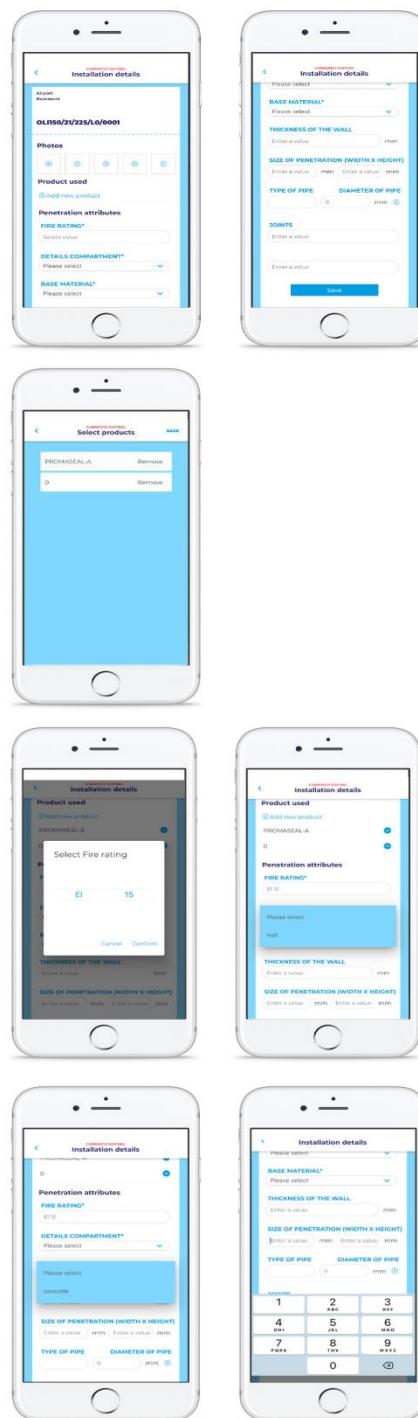 CURRENTLY EDITING
Installation details
Airport
Basement
OLI150/21/225/L0/0001
Photos
Product used
Add new product
Penetration attributes
FIRE RATING*
Select value
DETAILS COMPARTMENT*
Please select
BASE MATERIAL*
Please select
CURRENTLY EDITING
Installation details
Please select
BASE MATERIAL*
Please select
THICKNESS OF THE WALL
Enter a value mm
SIZE OF PENETRATION (WIDTH X HEIGHT)
Enter a value mm Enter a value mm
TYPE OF PIPE DIAMETER OF PIPE
0 mm
JOINTS
Enter a value
Enter a value
Save
CURRENTLY EDITING
Select products SAVE
PROMASEAL-A Remove
0 Remove
CURRENTLY EDITING
Installation details
Product used
Add new product
PROMASEAL-A
0
Select Fire rating
EI 15
Cancel Confirm
THICKNESS OF THE WALL
Enter a value mm
SIZE OF PENETRATION (WIDTH X HEIGHT)
Enter a value mm Enter a value mm
CURRENTLY EDITING
Installation details
Product used
Add new product
PROMASEAL-A
0
Penetration attributes
FIRE RATING*
EI 15
Please select
wall
THICKNESS OF THE WALL
Enter a value mm
SIZE OF PENETRATION (WIDTH X HEIGHT)
Enter a value mm Enter a value mm
CURRENTLY EDITING
Installation details
0
Penetration attributes
FIRE RATING*
EI 15
DETAILS COMPARTMENT*
Please select
Please select
concrete
SIZE OF PENETRATION (WIDTH X HEIGHT)
Enter a value mm Enter a value mm
TYPE OF PIPE DIAMETER OF PIPE
0 mm
Installation details
Please select
BASE MATERIAL*
Please select
THICKNESS OF THE WALL
Enter a value mm
SIZE OF PENETRATION (WIDTH X HEIGHT)
Enter a value mm Enter a value mm
TYPE OF PIPE DIAMETER OF PIPE
0 mm
1 2 3
ABC DEF
4 5 6
GHI JKL MNO
7 8 9
PQRS TUV WXYZ
0